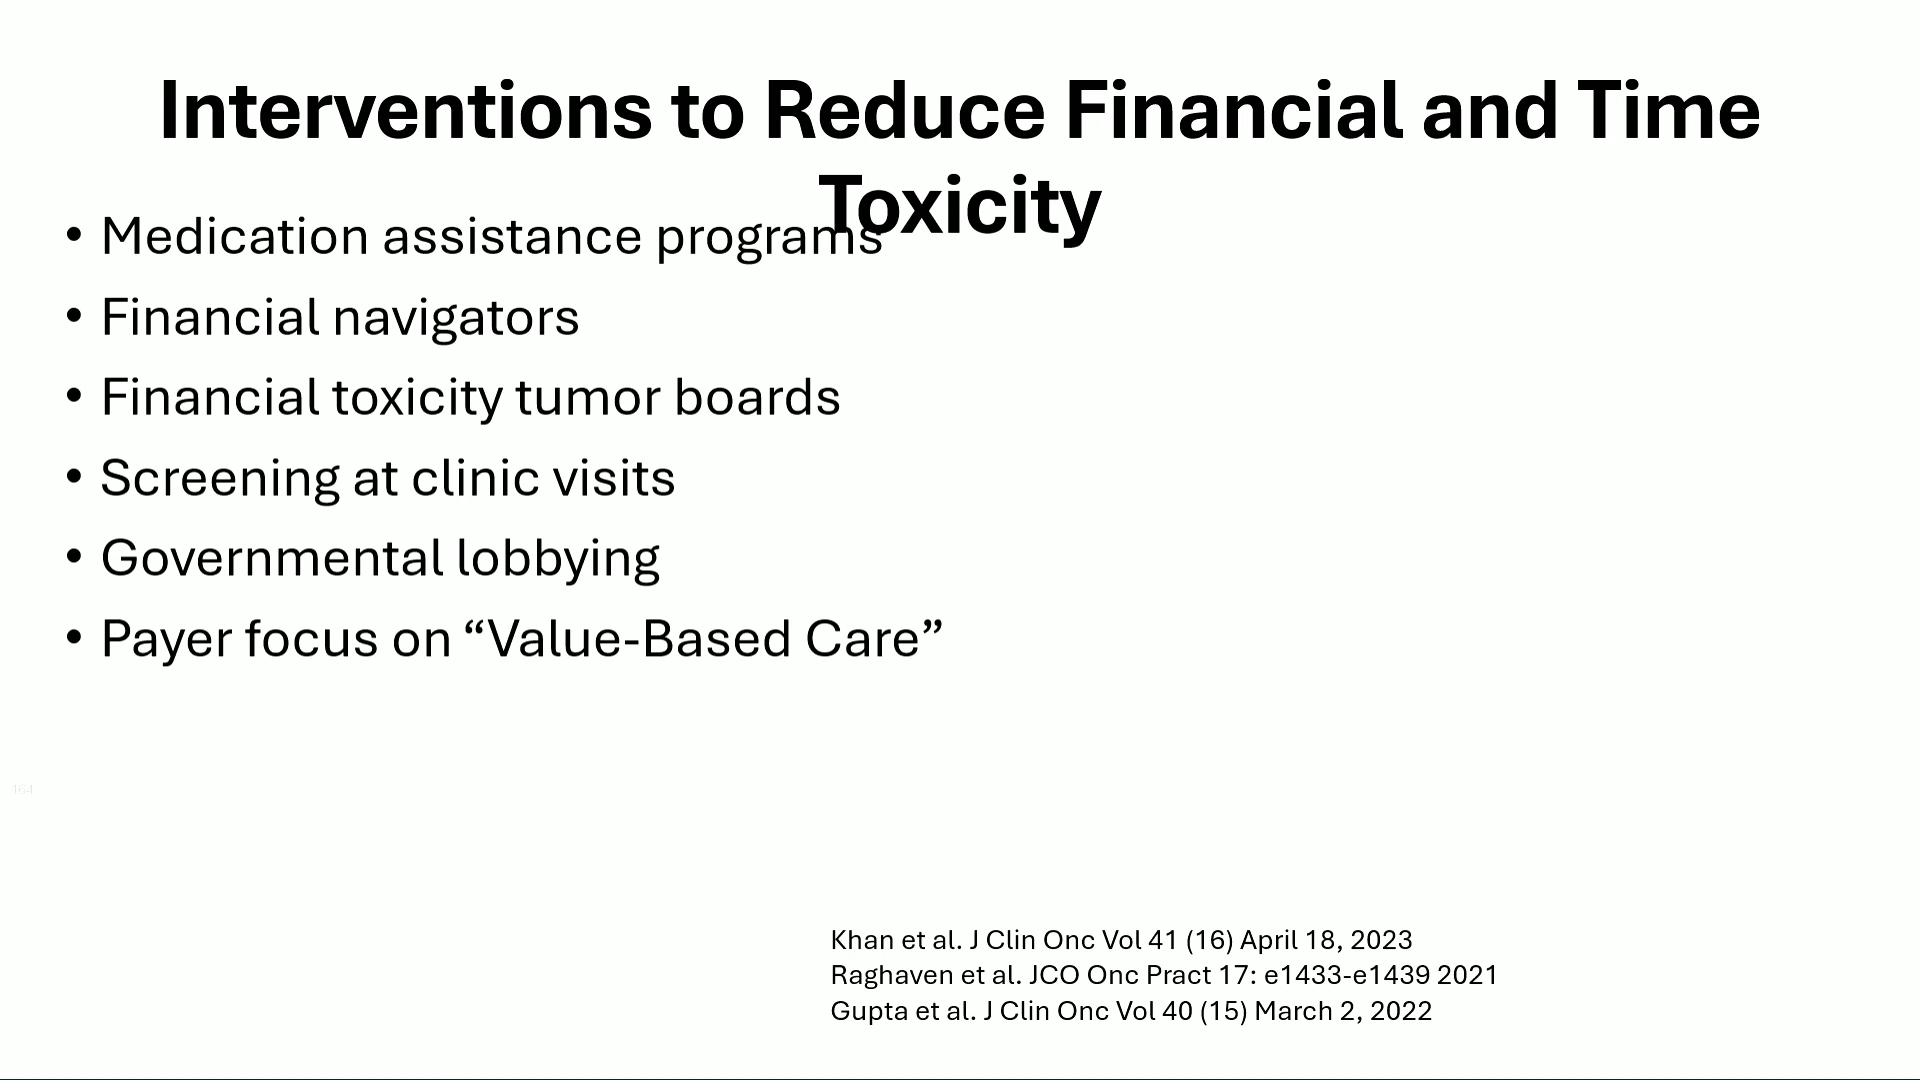 Interventions to Reduce Financial and Time
Toxicity
• Medication assistance programs
• Financial navigators
• Financial toxicity tumor boards
• Screening at clinic visits
• Governmental lobbying
• Payer focus on “Value-Based Care”
164
Khan et al. J Clin Onc Vol 41 (16) April 18, 2023
Raghaven et al. JCO Onc Pract 17: e1433-e1439 2021
Gupta et al. J Clin Onc Vol 40 (15) March 2, 2022